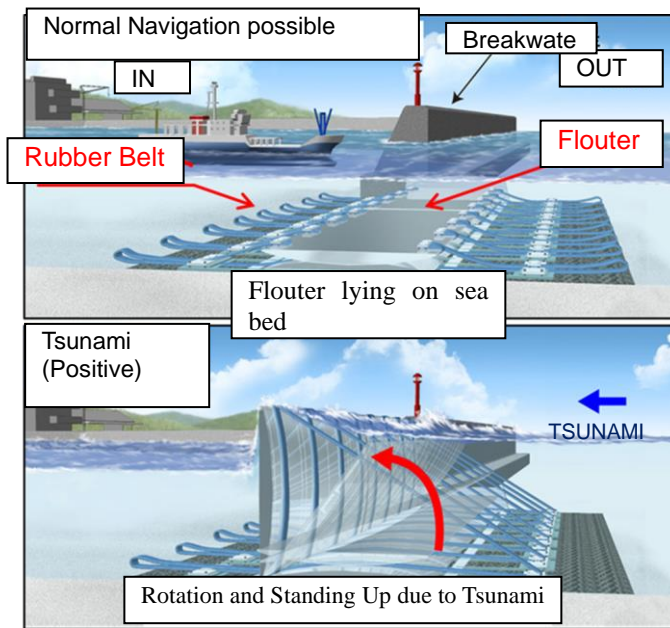 Normal Navigation possible
Breakwate
IN
OUT
Rubber Belt
Flouter
Flouter lying on sea
bed
Tsunami
(Positive)
TSUNAMI
Rotation and Standing Up due to Tsunami